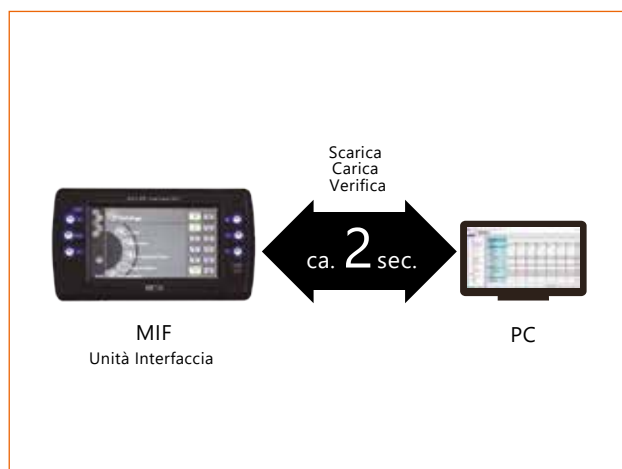 Scarica
Carica
Verifica
ca. 2 sec.
MIF
Unità Interfaccia
PC